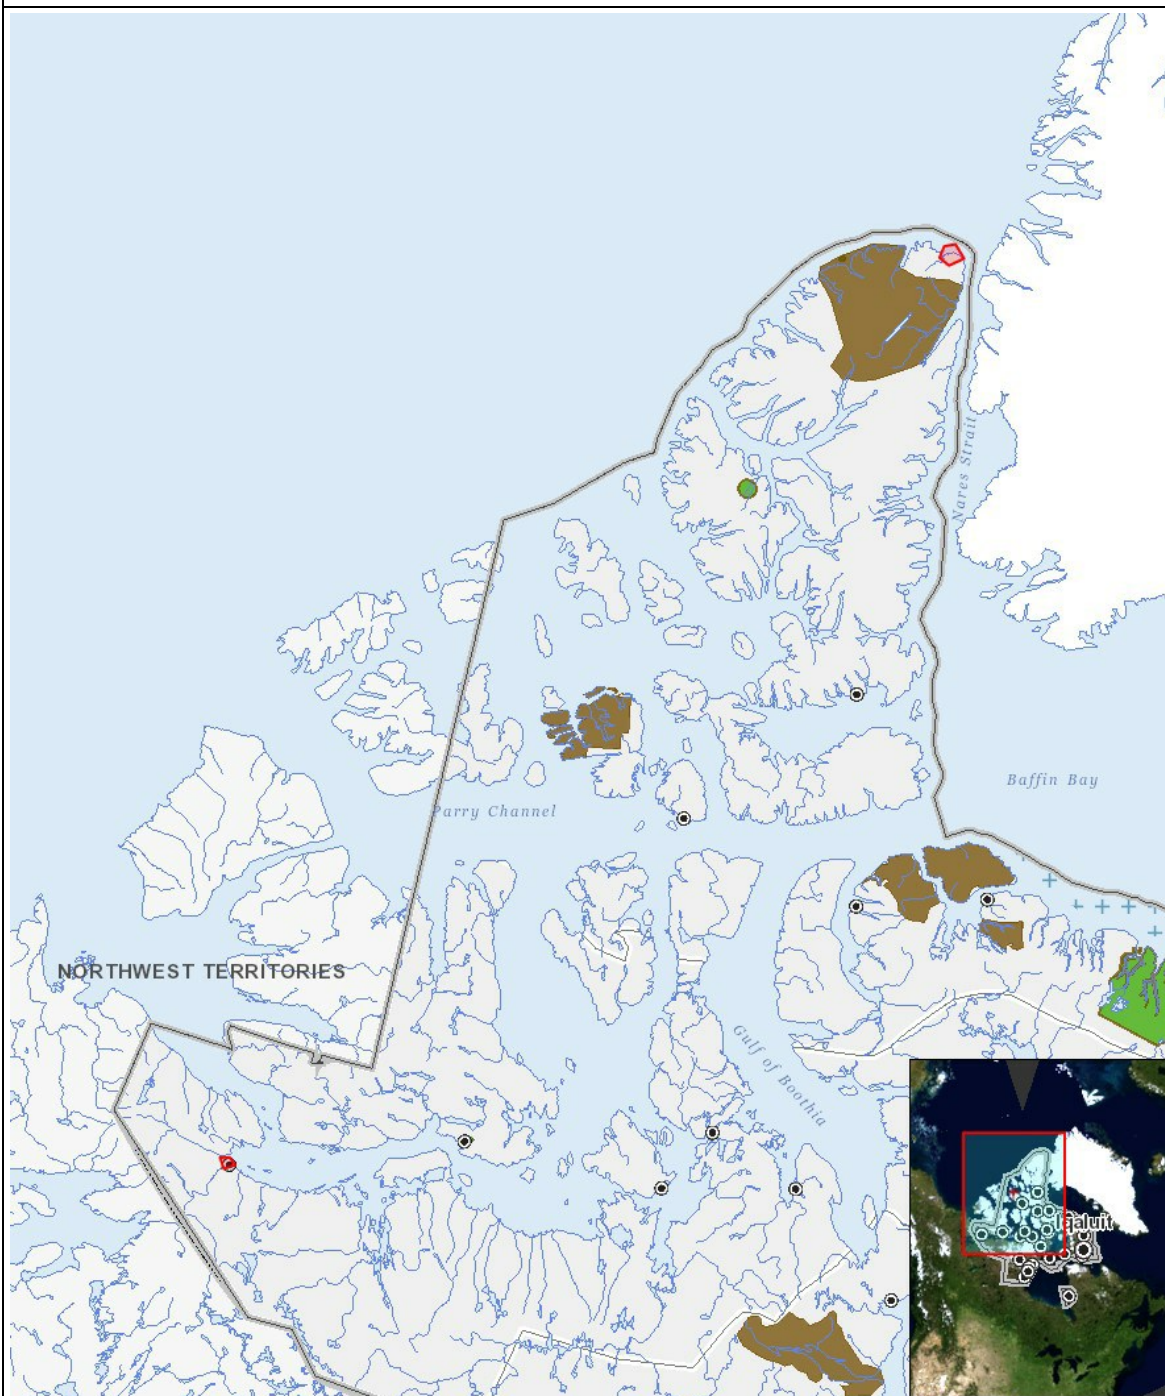 Nares Strait
Baffin Bay
Parry Channel
NORTHWEST TERRITORIES
Gulf of Boothia
Iqaluit